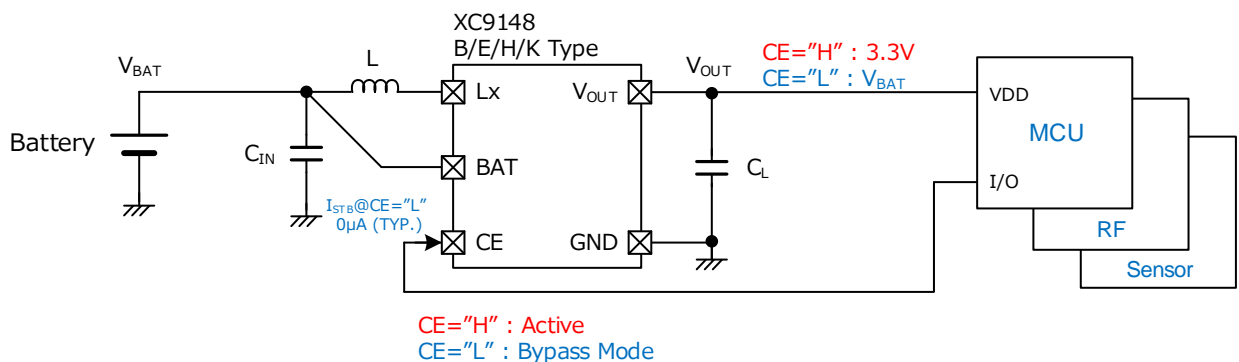 XC9148
B/E/H/K Type
L
VBAT
VOUT
CE="H" : 3.3V
CE="L" : VBAT
Lx
VOUT
VDD
MCU
Battery
CIN
BAT
CL
I/O
ISTB@CE="L"
0μA (TYP.)
CE
GND
RF
Sensor
CE="H" : Active
CE="L" : Bypass Mode